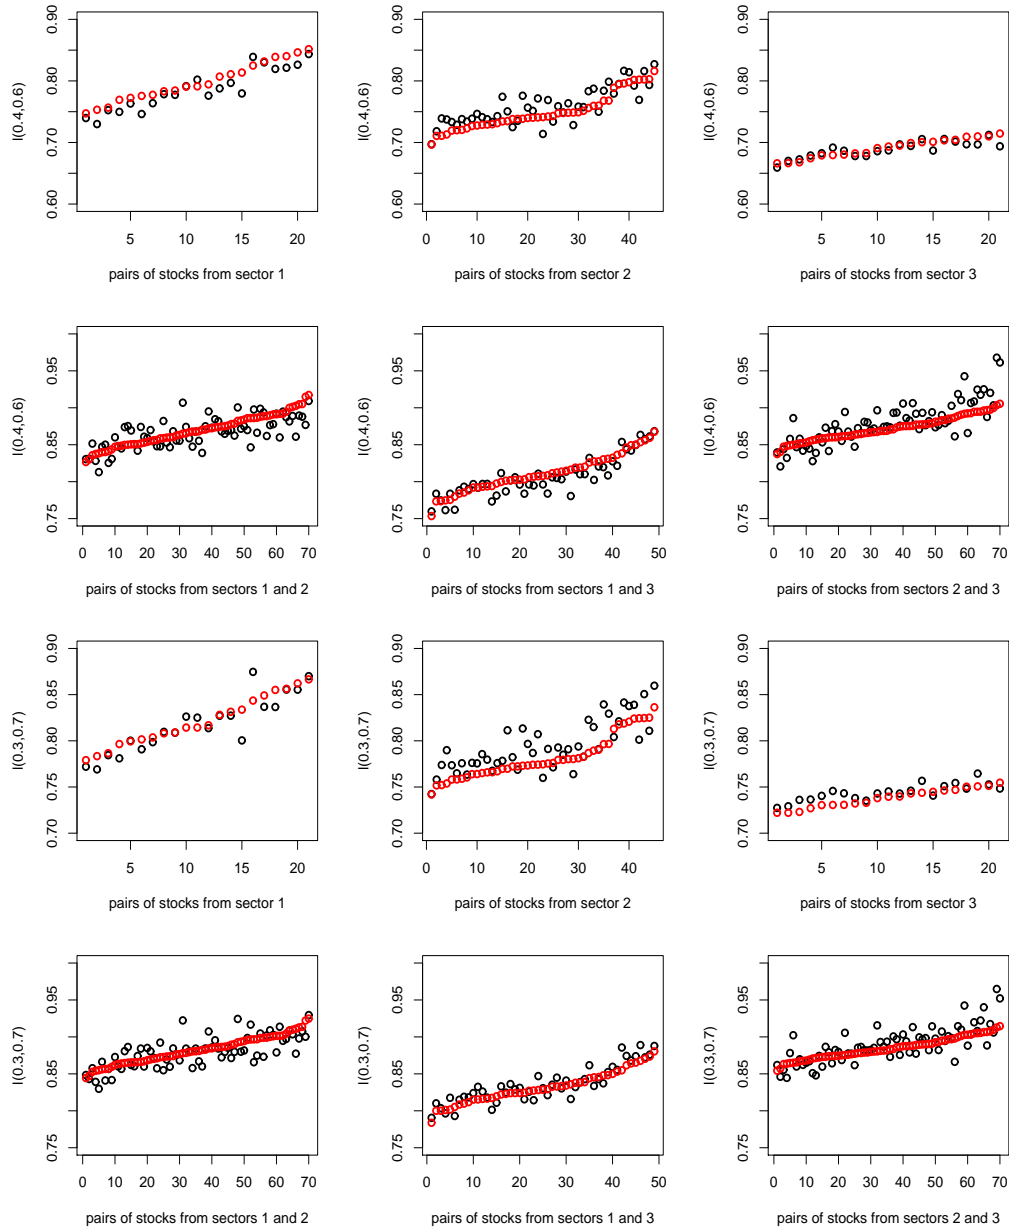 0.60 0.70 0.80 0.90
I(0.4,0.6)
5 10 15 20
pairs of stocks from sector 1
0.60 0.70 0.80 0.90
I(0.4,0.6)
0 10 20 30 40
pairs of stocks from sector 2
0.60 0.70 0.80 0.90
I(0.4,0.6)
5 10 15 20
pairs of stocks from sector 3
0.75 0.85 0.95
I(0.4,0.6)
0 10 20 30 40 50 60 70
pairs of stocks from sectors 1 and 2
0.75 0.85 0.95
I(0.4,0.6)
0 10 20 30 40 50
pairs of stocks from sectors 1 and 3
0.75 0.85 0.95
I(0.4,0.6)
0 10 20 30 40 50 60 70
pairs of stocks from sectors 2 and 3
0.70 0.75 0.80 0.85 0.90
I(0.3,0.7)
5 10 15 20
pairs of stocks from sector 1
0.70 0.75 0.80 0.85 0.90
I(0.3,0.7)
0 10 20 30 40
pairs of stocks from sector 2
0.70 0.75 0.80 0.85 0.90
I(0.3,0.7)
5 10 15 20
pairs of stocks from sector 3
0.75 0.85 0.95
I(0.3,0.7)
0 10 20 30 40 50 60 70
pairs of stocks from sectors 1 and 2
0.75 0.85 0.95
I(0.3,0.7)
0 10 20 30 40 50
pairs of stocks from sectors 1 and 3
0.75 0.85 0.95
I(0.3,0.7)
0 10 20 30 40 50 60 70
pairs of stocks from sectors 2 and 3